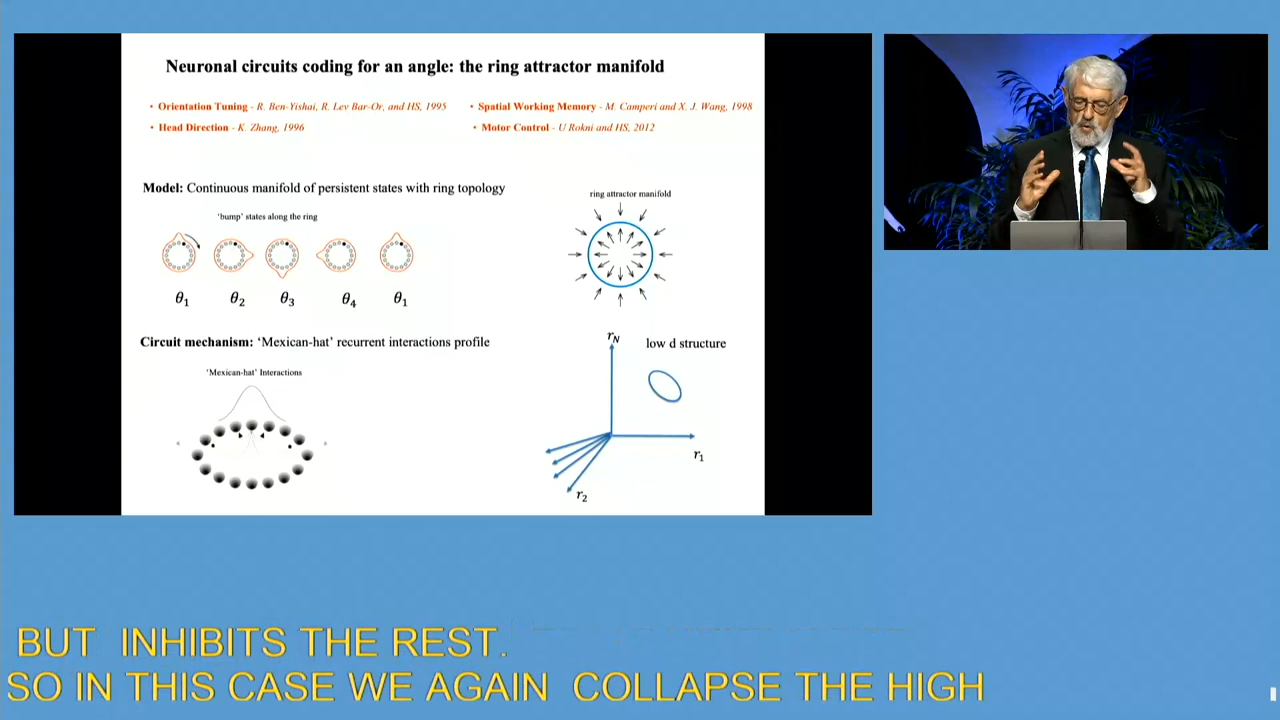 Neuronal circuits coding for an angle: the ring attractor manifold
• Orientation Tuning - R. Ben-Yishai, R. Lev Bar-Or, and HS, 1995
• Spatial Working Memory - M. Camperi and X. J. Wang, 1998
• Head Direction - K. Zhang, 1996
• Motor Control - U Rokni and HS, 2012
Model: Continuous manifold of persistent states with ring topology
ring attractor manifold
'bump' states along the ring
θ1 θ2 θ3 θ4 θ1
Circuit mechanism: 'Mexican-hat' recurrent interactions profile
rN
low d structure
'Mexican-hat' Interactions
r1
r2
BUT INHIBITS THE REST.
SO IN THIS CASE WE AGAIN COLLAPSE THE HIGH